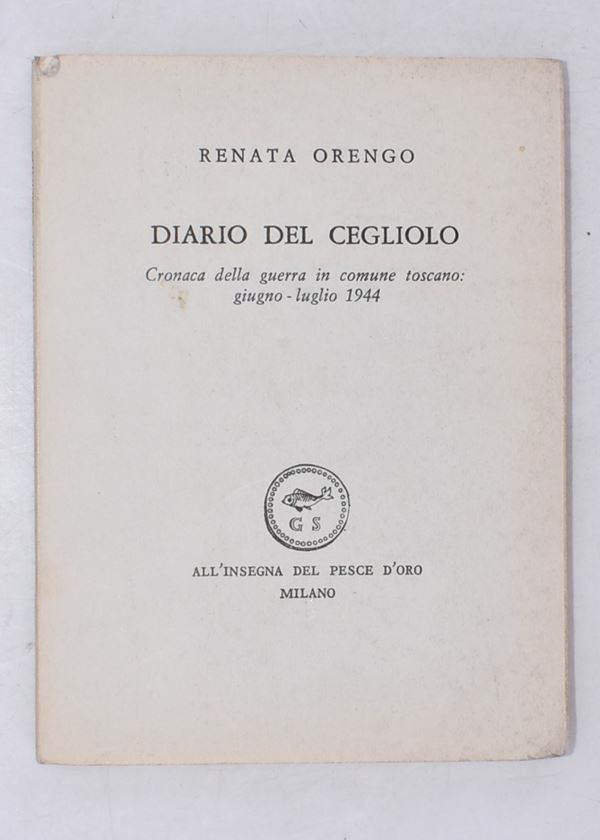 RENATA ORENGO
DIARIO DEL CEGLIOLO
Cronaca della guerra in comune toscano:
giugno - luglio 1944
G S
ALL'INSEGNA DEL PESCE D'ORO
MILANO